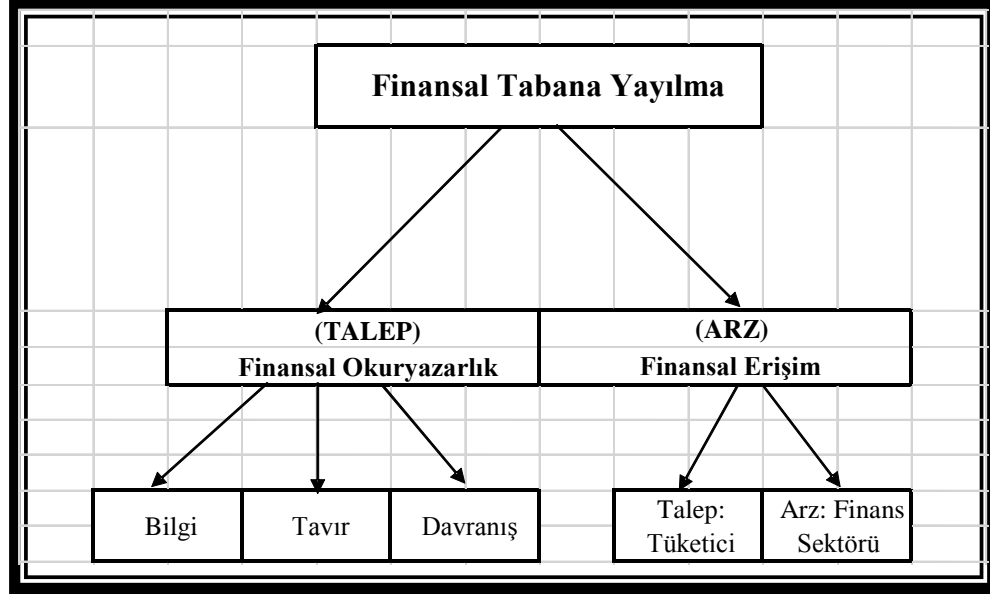 Finansal Tabana Yayılma
(TALEP)
Finansal Okuryazarlık
(ARZ)
Finansal Erişim
Bilgi
Tavır
Davranış
Talep:
Tüketici
Arz: Finans
Sektörü